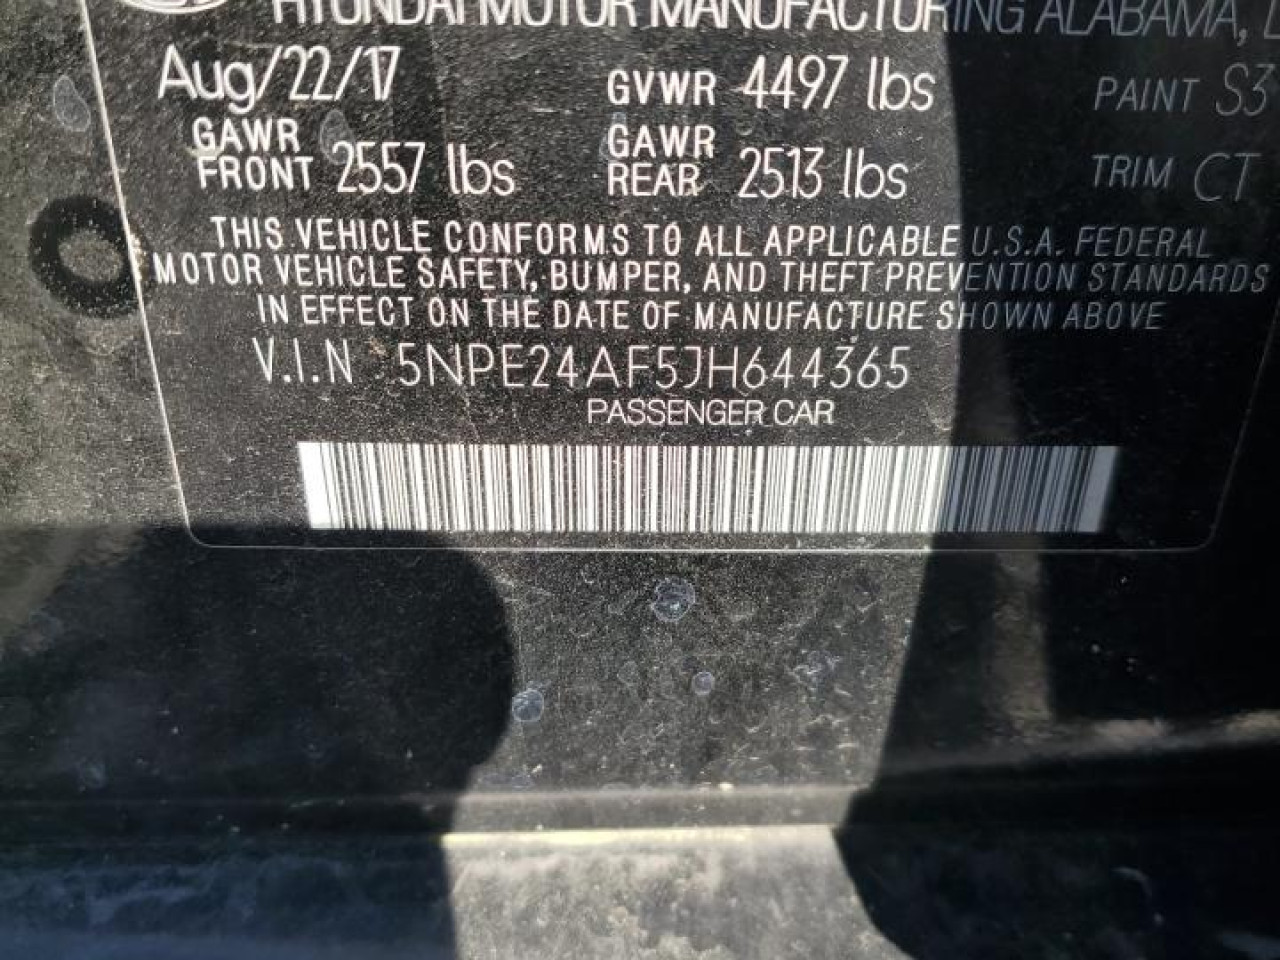 HYUNDAI MOTOR MANUFACTURING ALABAMA, L
Aug/22/17 GVWR 4497 lbs PAINT S3
GAWR FRONT 2557 lbs GAWR REAR 2513 lbs TRIM CT
THIS VEHICLE CONFORMS TO ALL APPLICABLE U.S.A. FEDERAL
MOTOR VEHICLE SAFETY, BUMPER, AND THEFT PREVENTION STANDARDS
IN EFFECT ON THE DATE OF MANUFACTURE SHOWN ABOVE
V.I.N 5NPE24AF5JH644365
PASSENGER CAR